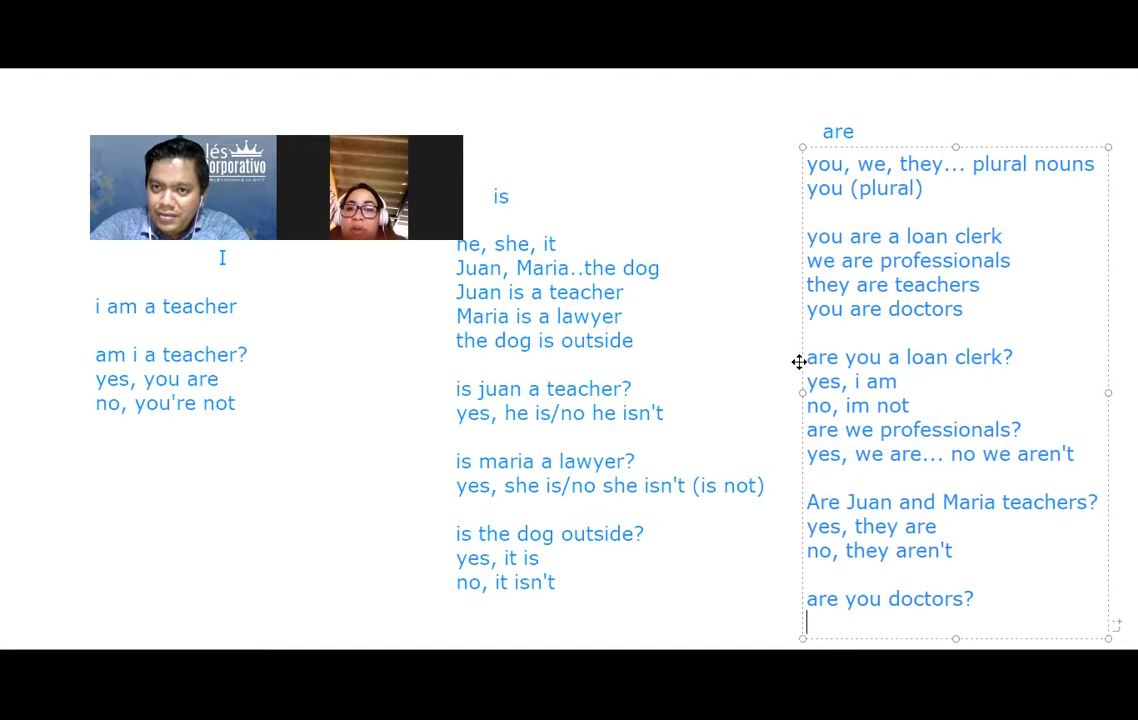 lés
orporativo
I
i am a teacher
am i a teacher?
yes, you are
no, you're not
is
he, she, it
Juan, Maria..the dog
Juan is a teacher
Maria is a lawyer
the dog is outside
is juan a teacher?
yes, he is/no he isn't
is maria a lawyer?
yes, she is/no she isn't (is not)
is the dog outside?
yes, it is
no, it isn't
are
you, we, they... plural nouns
you (plural)
you are a loan clerk
we are professionals
they are teachers
you are doctors
are you a loan clerk?
yes, i am
no, im not
are we professionals?
yes, we are... no we aren't
Are Juan and Maria teachers?
yes, they are
no, they aren't
are you doctors?